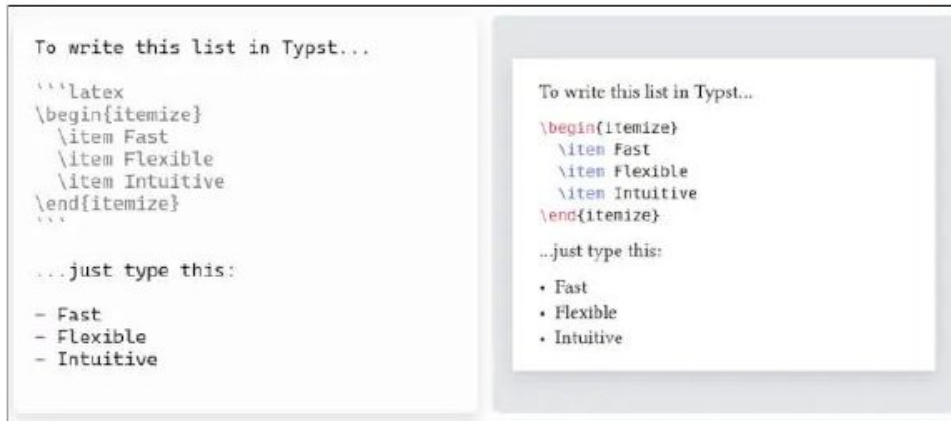 To write this list in Typst...
```latex
\begin{itemize}
  \item Fast
  \item Flexible
  \item Intuitive
\end{itemize}
```
...just type this:
- Fast
- Flexible
- Intuitive
To write this list in Typst...
\begin{itemize}
  \item Fast
  \item Flexible
  \item Intuitive
\end{itemize}
...just type this:
• Fast
• Flexible
• Intuitive